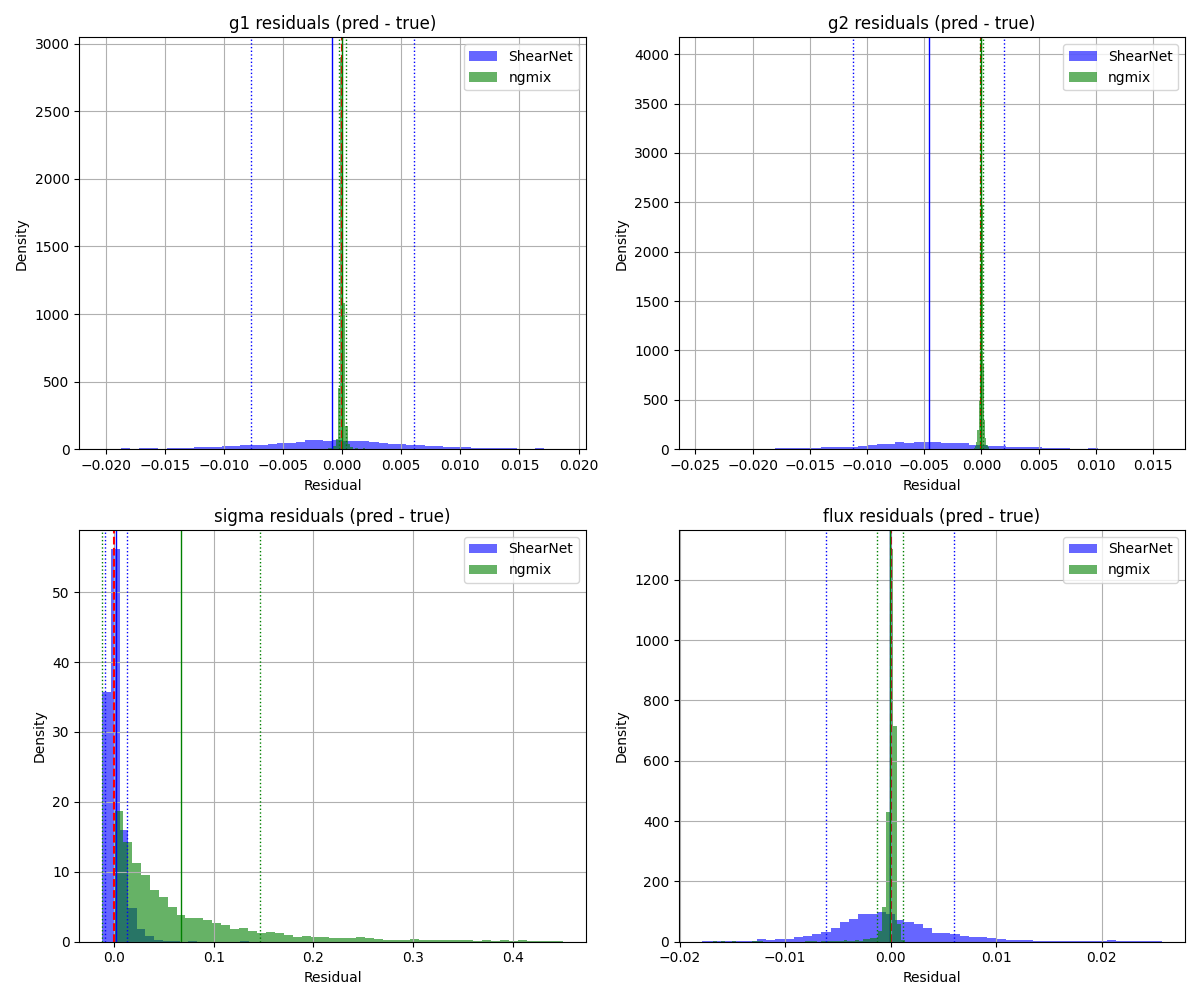 g1 residuals (pred - true)
3000
2500
2000
1500
1000
500
0
Density
ShearNet
ngmix
−0.020 −0.015 −0.010 −0.005 0.000 0.005 0.010 0.015 0.020
Residual
g2 residuals (pred - true)
4000
3500
3000
2500
2000
1500
1000
500
0
Density
ShearNet
ngmix
−0.025 −0.020 −0.015 −0.010 −0.005 0.000 0.005 0.010 0.015
Residual
sigma residuals (pred - true)
50
40
30
20
10
0
Density
ShearNet
ngmix
0.0 0.1 0.2 0.3 0.4
Residual
flux residuals (pred - true)
1200
1000
800
600
400
200
0
Density
ShearNet
ngmix
−0.02 −0.01 0.00 0.01 0.02
Residual